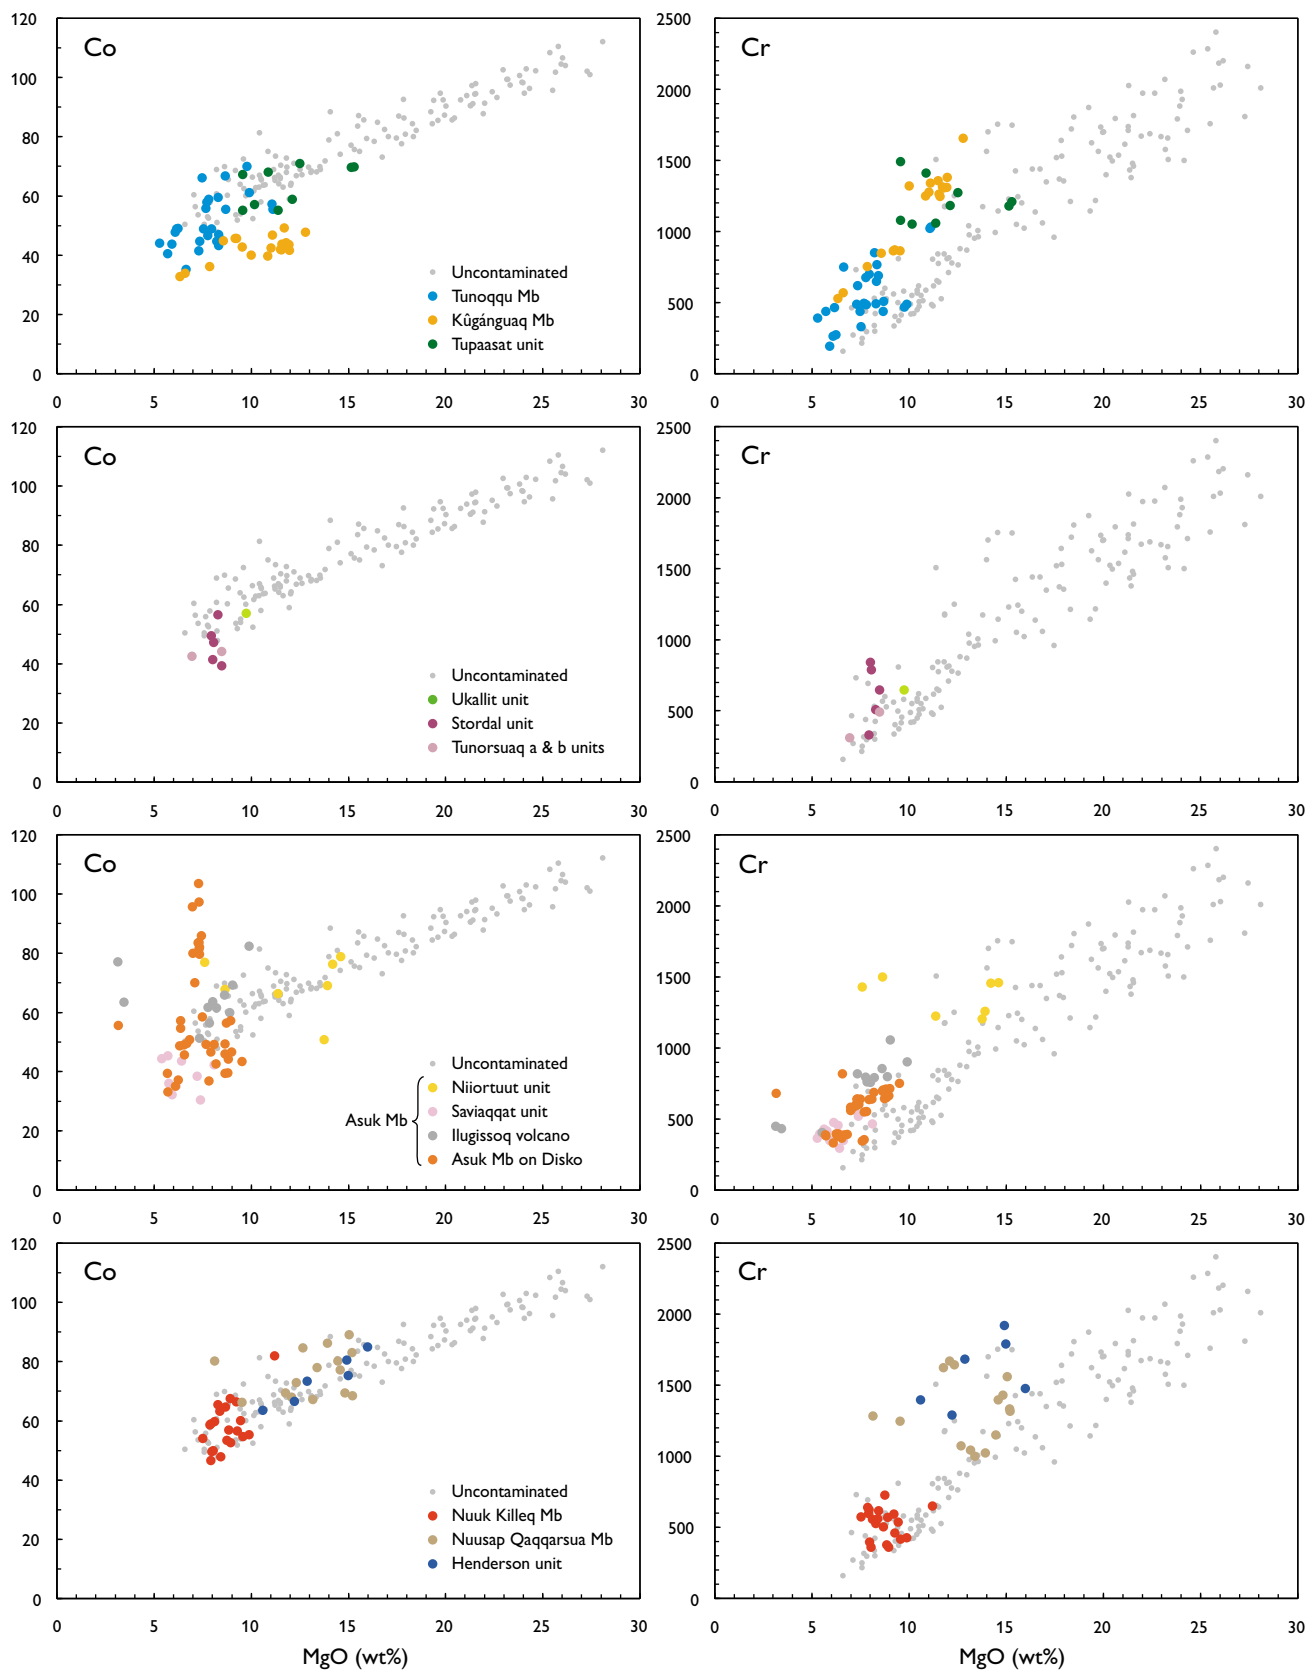 120
100
80
60
40
20
0
Co
Uncontaminated
Tunoqqu Mb
Kûgánguaq Mb
Tupaasat unit
0 5 10 15 20 25 30
2500
2000
1500
1000
500
0
Cr
0 5 10 15 20 25 30
120
100
80
60
40
20
0
Co
Uncontaminated
Ukallit unit
Stordal unit
Tunorsuaq a & b units
0 5 10 15 20 25 30
2500
2000
1500
1000
500
0
Cr
0 5 10 15 20 25 30
120
100
80
60
40
20
0
Co
Uncontaminated
Asuk Mb
Niiortuut unit
Saviaqqat unit
Ilugissoq volcano
Asuk Mb on Disko
0 5 10 15 20 25 30
2500
2000
1500
1000
500
0
Cr
0 5 10 15 20 25 30
120
100
80
60
40
20
0
Co
Uncontaminated
Nuuk Killeq Mb
Nuusap Qaqqarsua Mb
Henderson unit
0 5 10 15 20 25 30
MgO (wt%)
2500
2000
1500
1000
500
0
Cr
0 5 10 15 20 25 30
MgO (wt%)